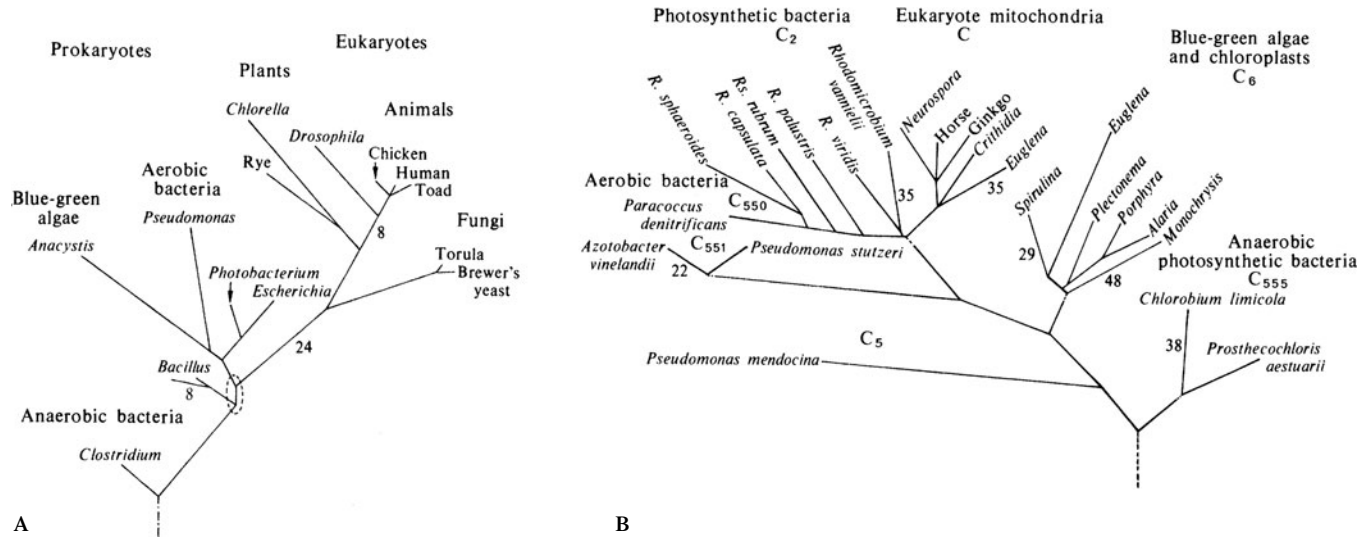 Prokaryotes
Eukaryotes
Plants
Chlorella
Animals
Drosophila
Chicken
Human
Toad
Rye
Aerobic
bacteria
Pseudomonas
Blue-green
algae
Anacystis
Fungi
Torula
Brewer's
yeast
Photobacterium
Escherichia
8
24
Bacillus
8
Anaerobic bacteria
Clostridium
A
Photosynthetic bacteria
C2
Eukaryote mitochondria
C
Blue-green algae
and chloroplasts
C6
R. sphaeroides
R. capsulata
Rs. rubrum
R. palustris
R. viridis
Rhodomicrobium
vannielii
Neurospora
Horse
Ginkgo
Crithidia
Euglena
35
35
Euglena
Spirulina
Plectonema
Porphyra
Alaria
Monochrysis
29
48
Aerobic bacteria
C550
Paracoccus
denitrificans
C551
Azotobacter
vinelandii
22
Pseudomonas stutzeri
Anaerobic
photosynthetic bacteria
C555
Chlorobium limicola
38
Prosthecochloris
aestuarii
C5
Pseudomonas mendocina
B